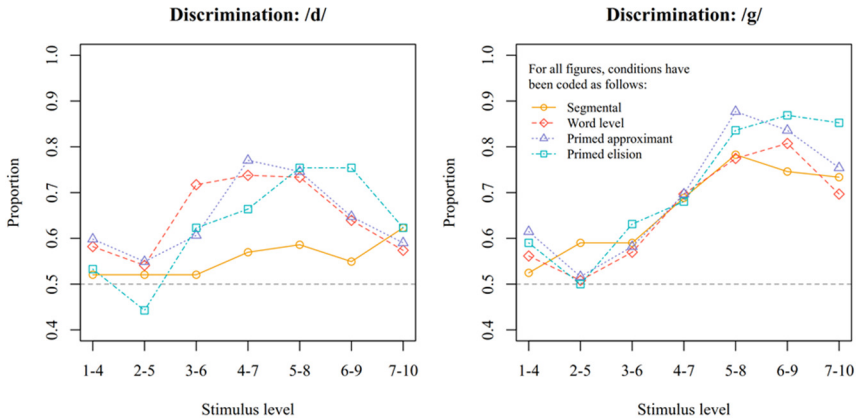 Discrimination: /d/
1.0
0.9
0.8
0.7
0.6
0.5
0.4
Proportion
1-4 2-5 3-6 4-7 5-8 6-9 7-10
Stimulus level
Discrimination: /g/
1.0
0.9
0.8
0.7
0.6
0.5
0.4
Proportion
For all figures, conditions have
been coded as follows:
Segmental
Word level
Primed approximant
Primed elision
1-4 2-5 3-6 4-7 5-8 6-9 7-10
Stimulus level